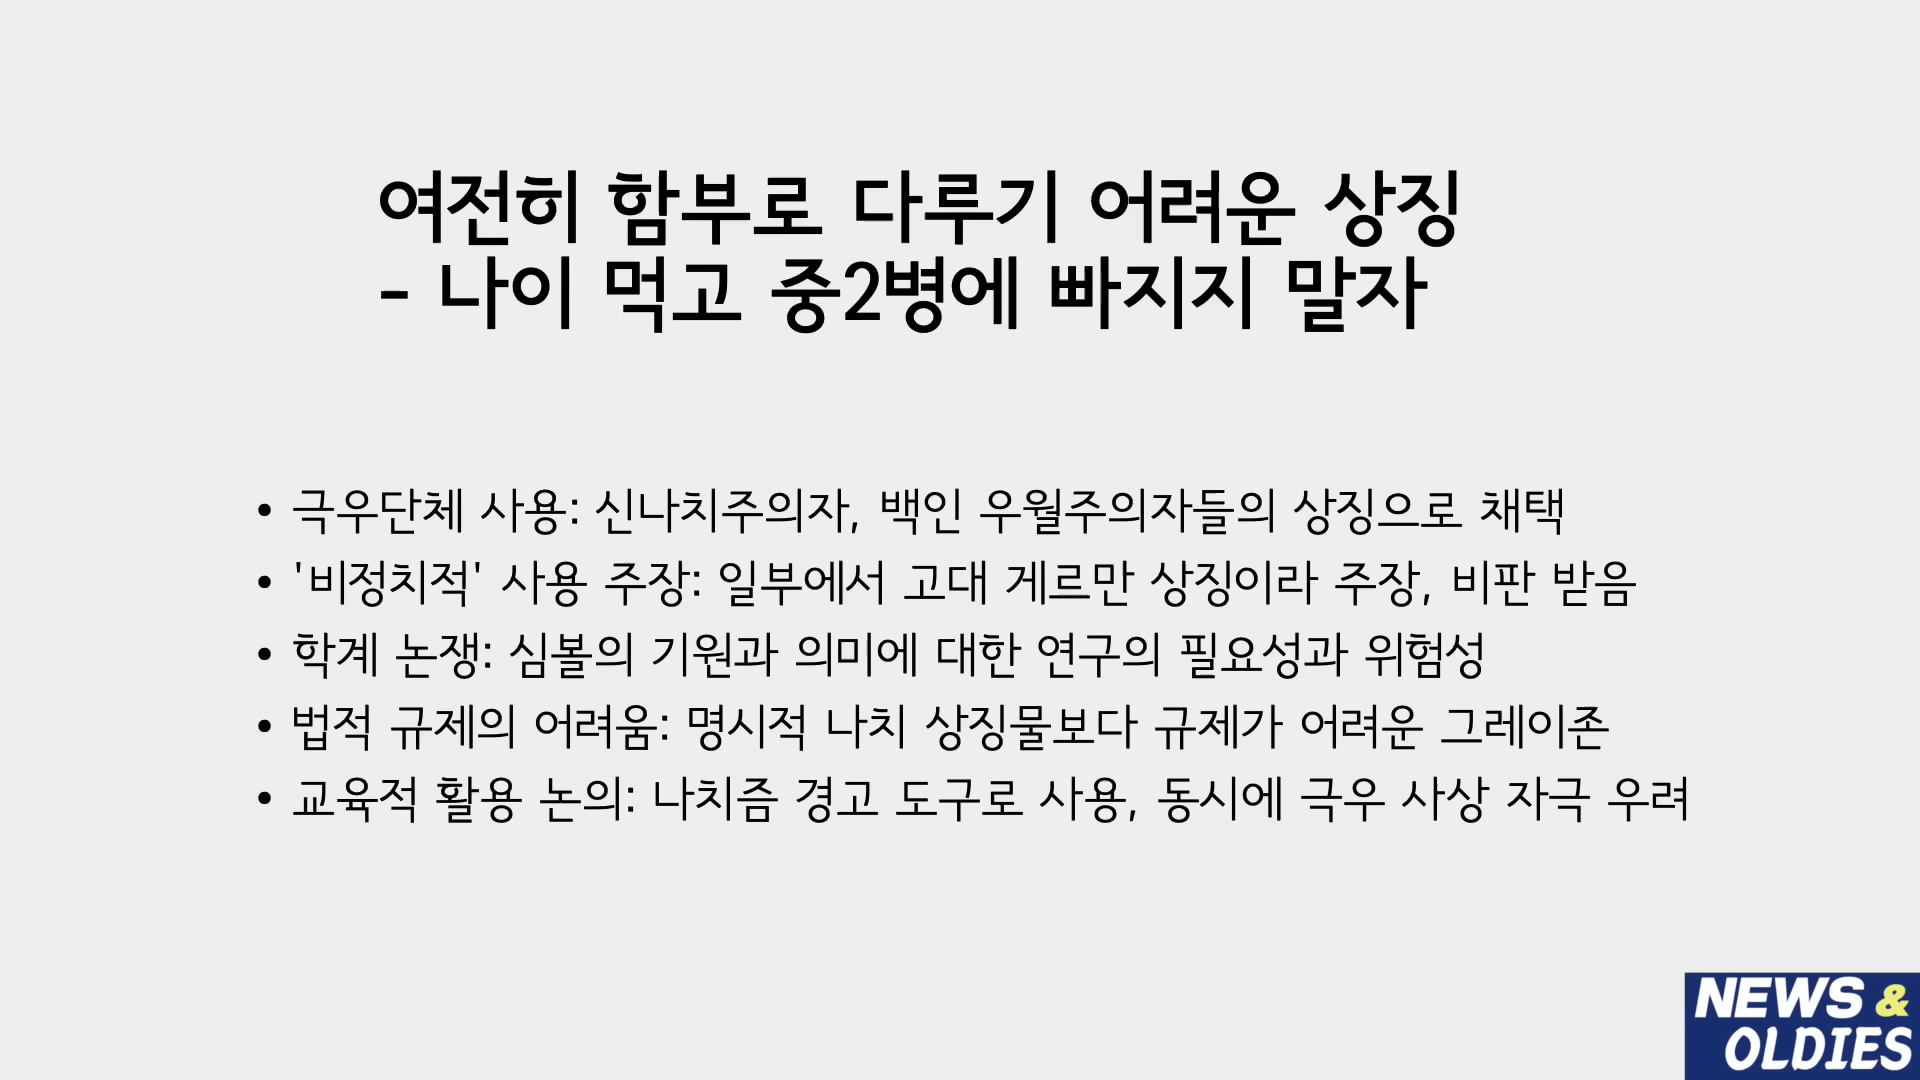 여전히 함부로 다루기 어려운 상징
- 나이 먹고 중2병에 빠지지 말자
• 극우단체 사용: 신나치주의자, 백인 우월주의자들의 상징으로 채택
• '비정치적' 사용 주장: 일부에서 고대 게르만 상징이라 주장, 비판 받음
• 학계 논쟁: 심볼의 기원과 의미에 대한 연구의 필요성과 위험성
• 법적 규제의 어려움: 명시적 나치 상징물보다 규제가 어려운 그레이존
• 교육적 활용 논의: 나치즘 경고 도구로 사용, 동시에 극우 사상 자극 우려
NEWS &
OLDIES